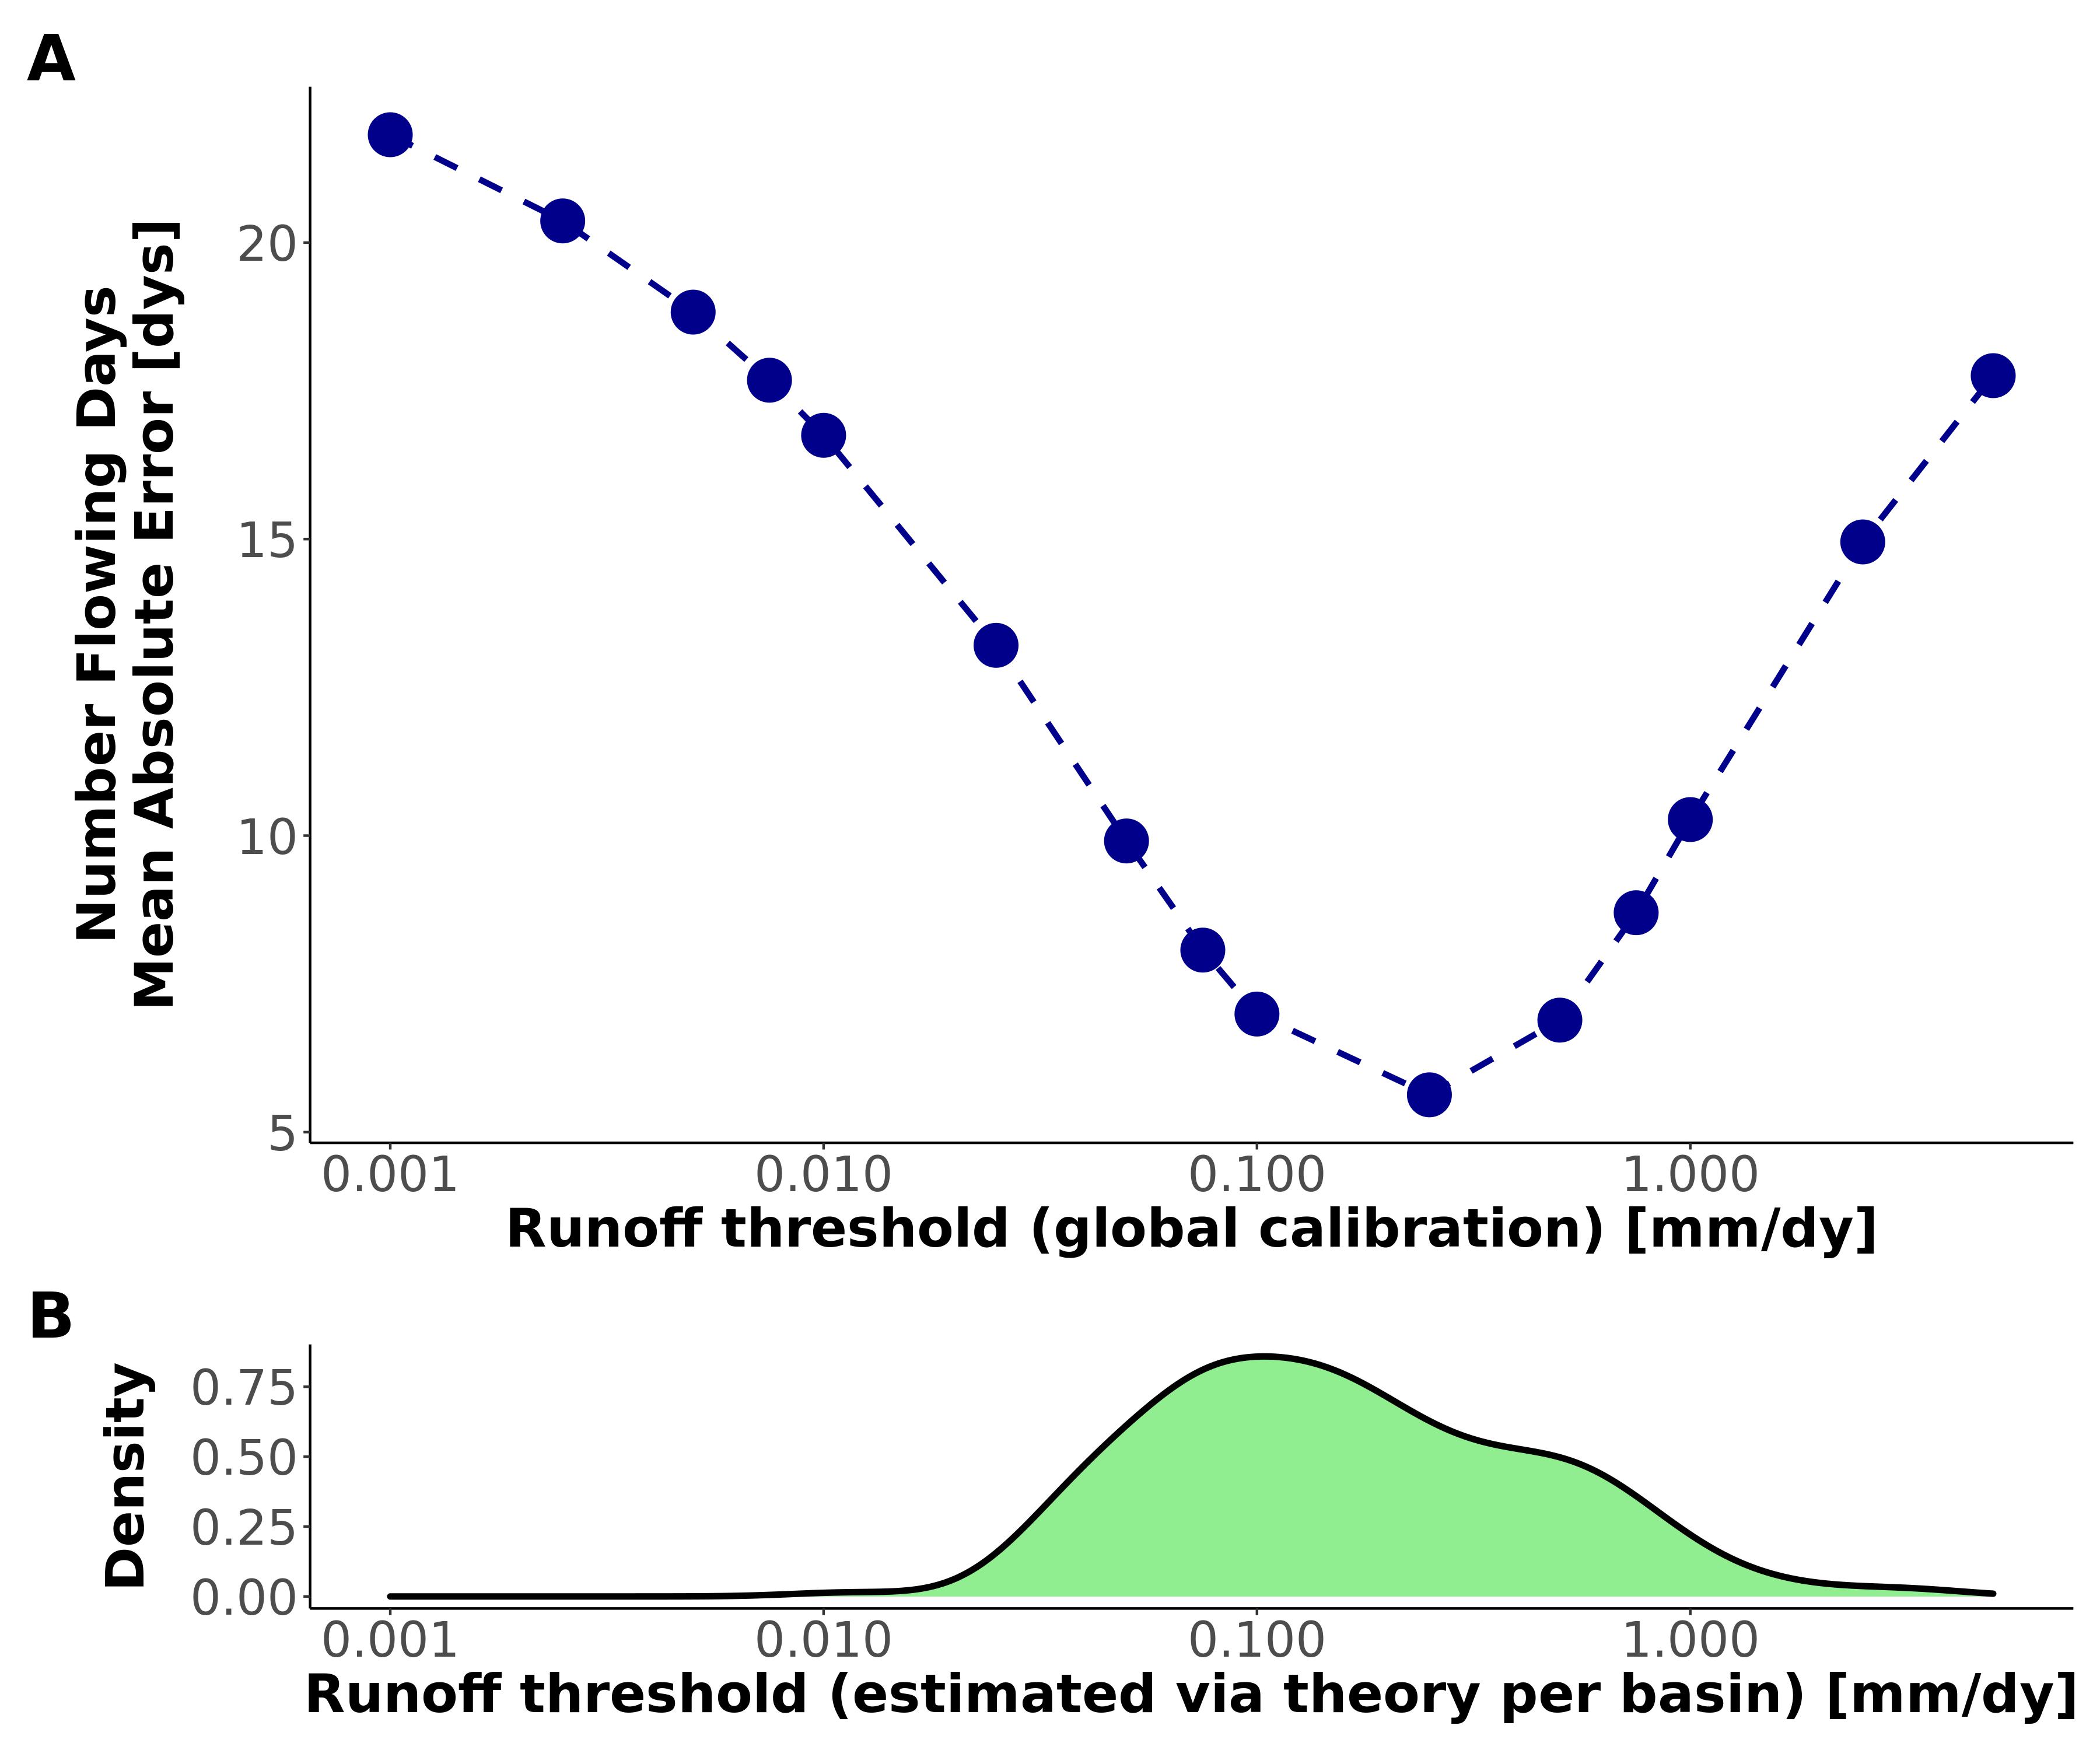 A
Number Flowing Days
Mean Absolute Error [dys]
20
15
10
5
0.001 0.010 0.100 1.000
Runoff threshold (global calibration) [mm/dy]
B
Density
0.75
0.50
0.25
0.00
0.001 0.010 0.100 1.000
Runoff threshold (estimated via theory per basin) [mm/dy]